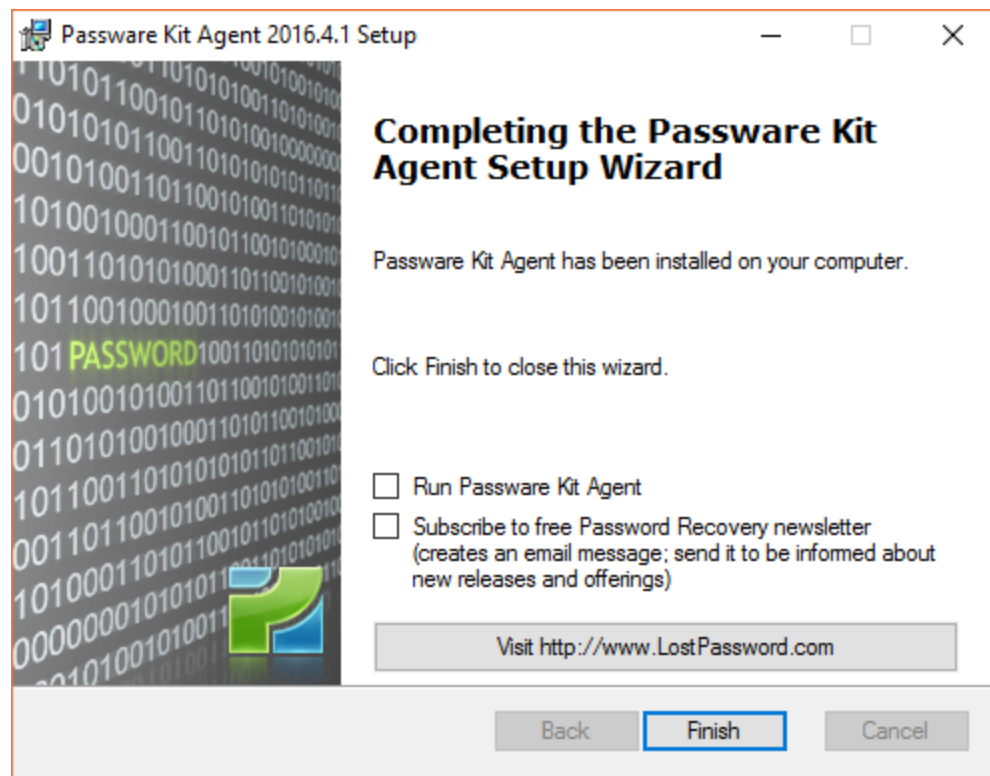 Passware Kit Agent 2016.4.1 Setup
PASSWORD
Completing the Passware Kit
Agent Setup Wizard
Passware Kit Agent has been installed on your computer.
Click Finish to close this wizard.
Run Passware Kit Agent
Subscribe to free Password Recovery newsletter
(creates an email message; send it to be informed about
new releases and offerings)
Visit http://www.LostPassword.com
Back
Finish
Cancel